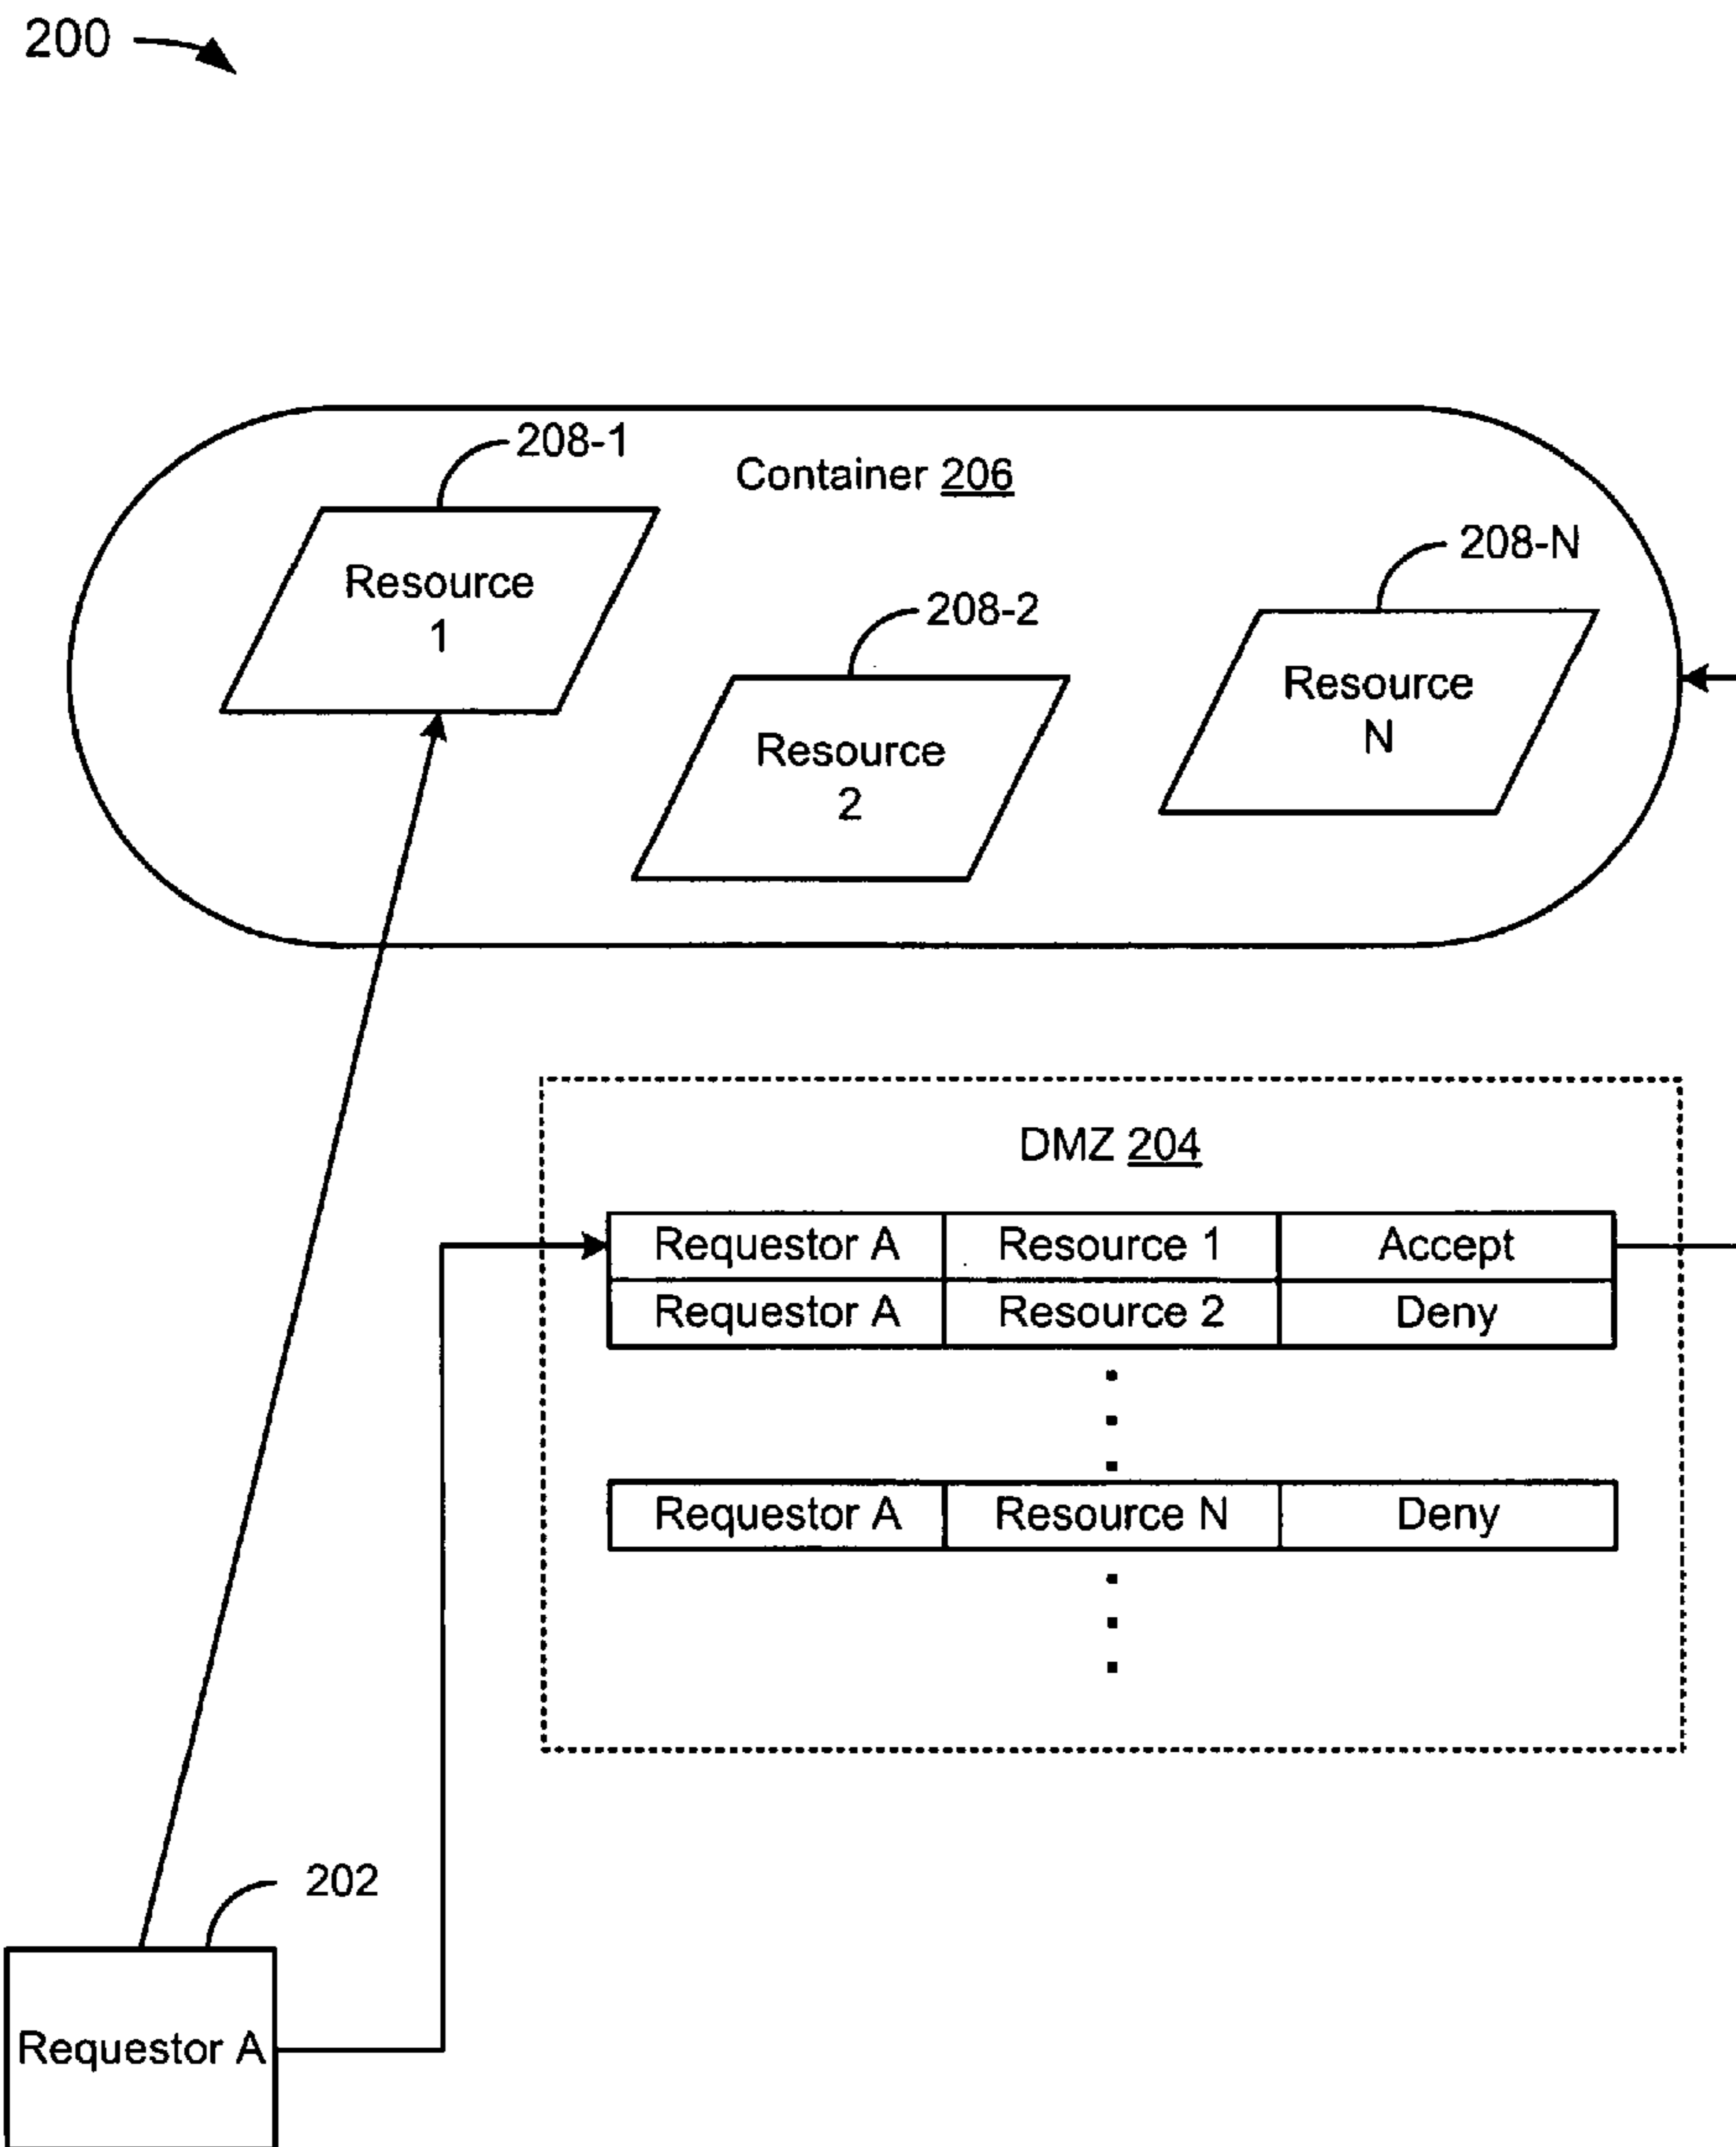 200
208-1
Container 206
208-N
Resource
1
208-2
Resource
N
Resource
2
DMZ 204
Requestor A Resource 1 Accept
Requestor A Resource 2 Deny
Requestor A Resource N Deny
202
Requestor A